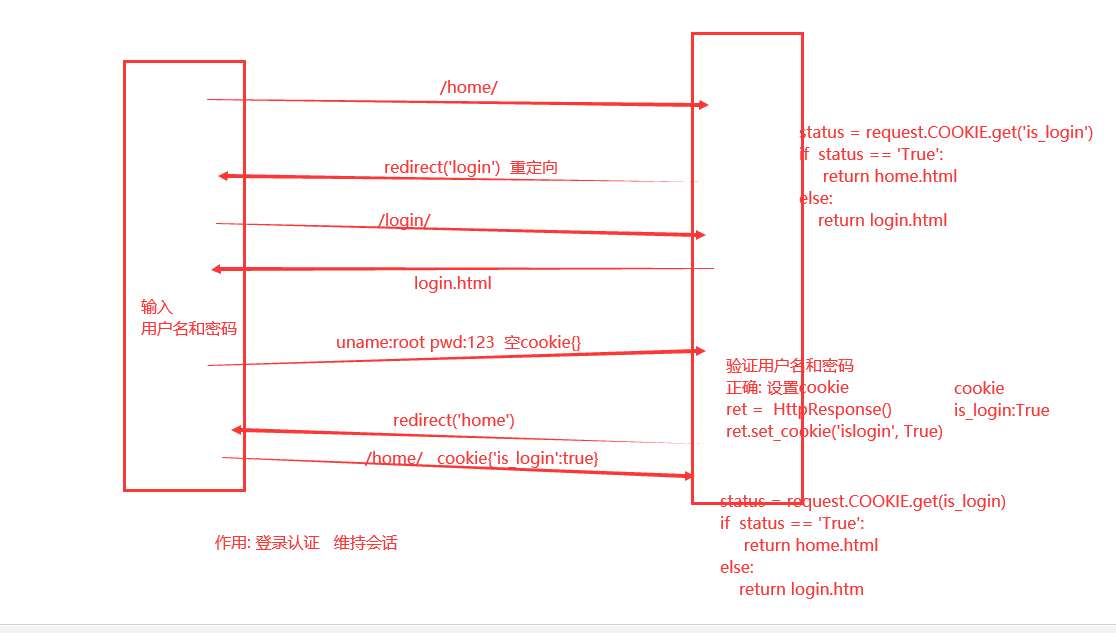 /home/
status = request.COOKIE.get('is_login')
if status == 'True':
return home.html
else:
return login.html
redirect('login') 重定向
/login/
login.html
输入
用户名和密码
uname:root pwd:123 空cookie{}
验证用户名和密码
正确: 设置cookie
ret = HttpResponse()
ret.set_cookie('islogin', True)
cookie
is_login:True
redirect('home')
/home/ cookie{'is_login':true}
status = request.COOKIE.get(is_login)
if status == 'True':
return home.html
else:
return login.htm
作用: 登录认证 维持会话